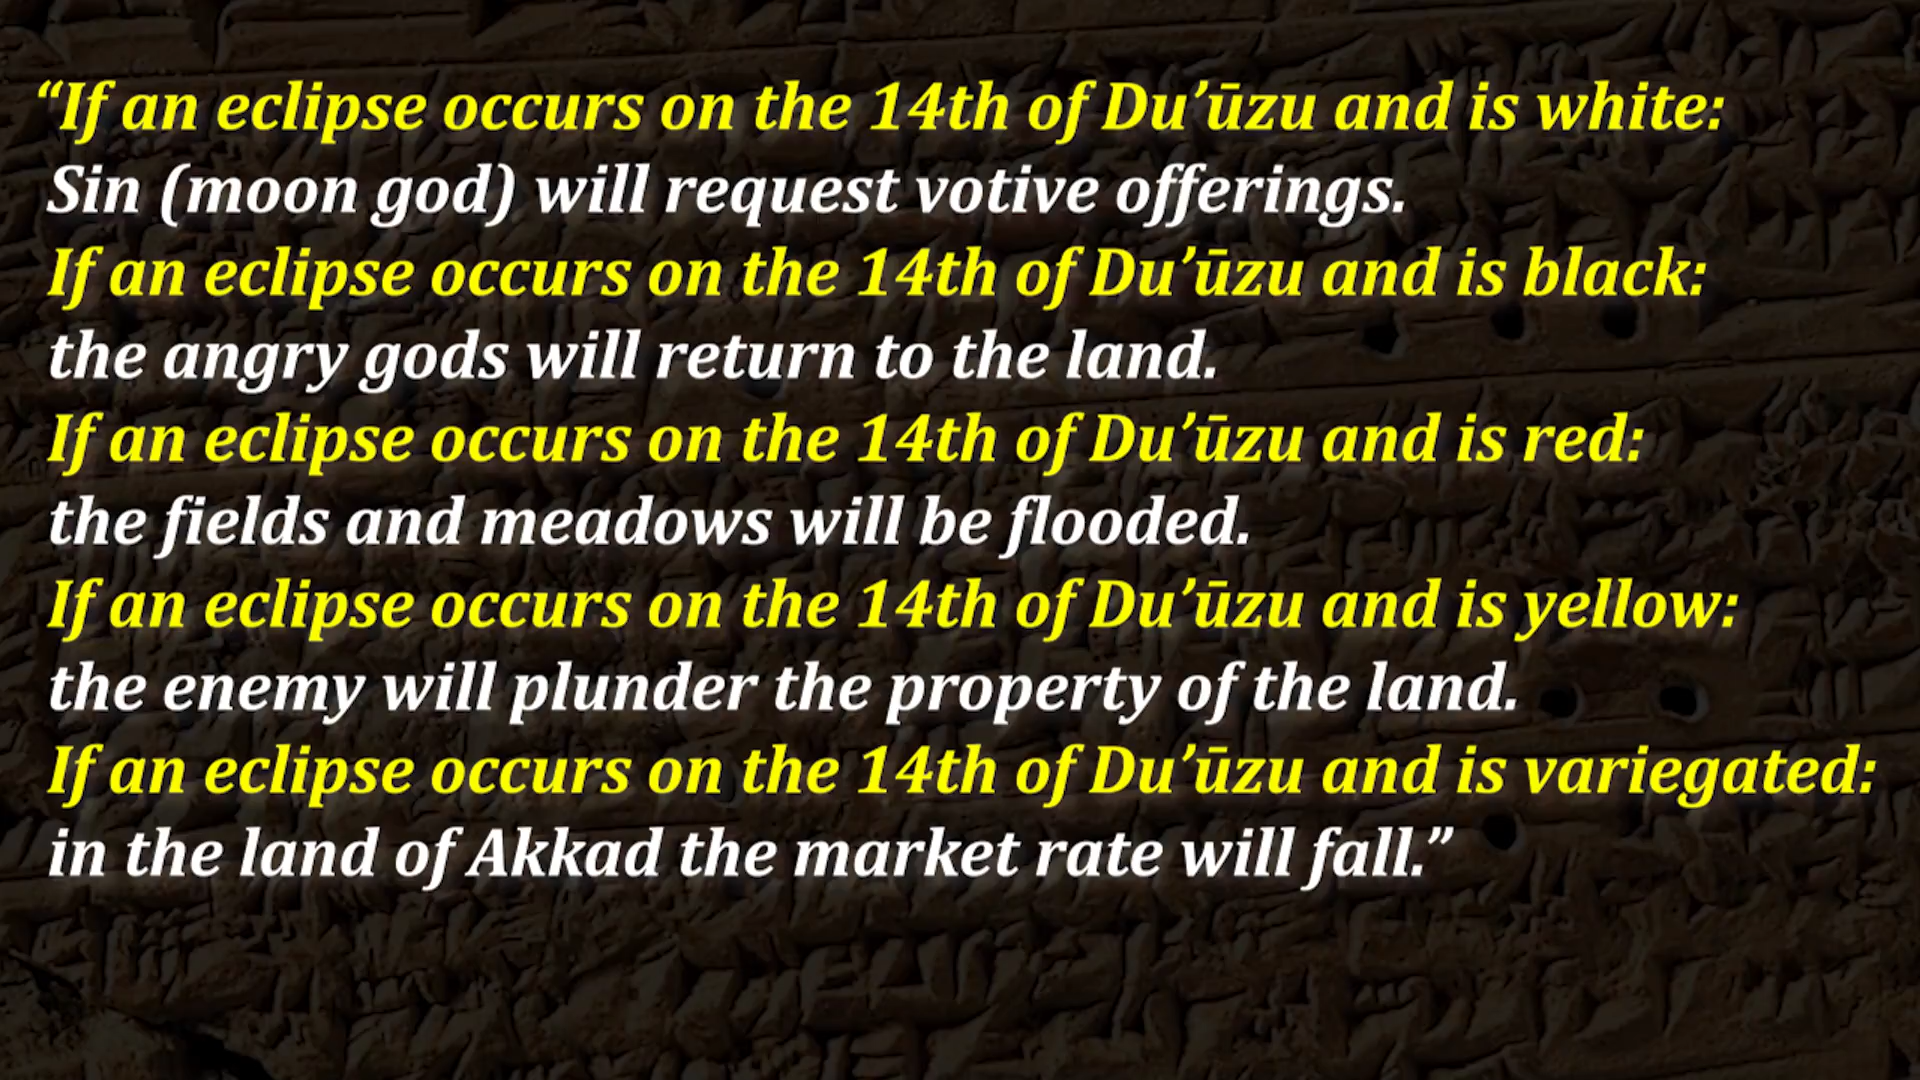 “If an eclipse occurs on the 14th of Du’ūzu and is white:
Sin (moon god) will request votive offerings.
If an eclipse occurs on the 14th of Du’ūzu and is black:
the angry gods will return to the land.
If an eclipse occurs on the 14th of Du’ūzu and is red:
the fields and meadows will be flooded.
If an eclipse occurs on the 14th of Du’ūzu and is yellow:
the enemy will plunder the property of the land.
If an eclipse occurs on the 14th of Du’ūzu and is variegated:
in the land of Akkad the market rate will fall.”